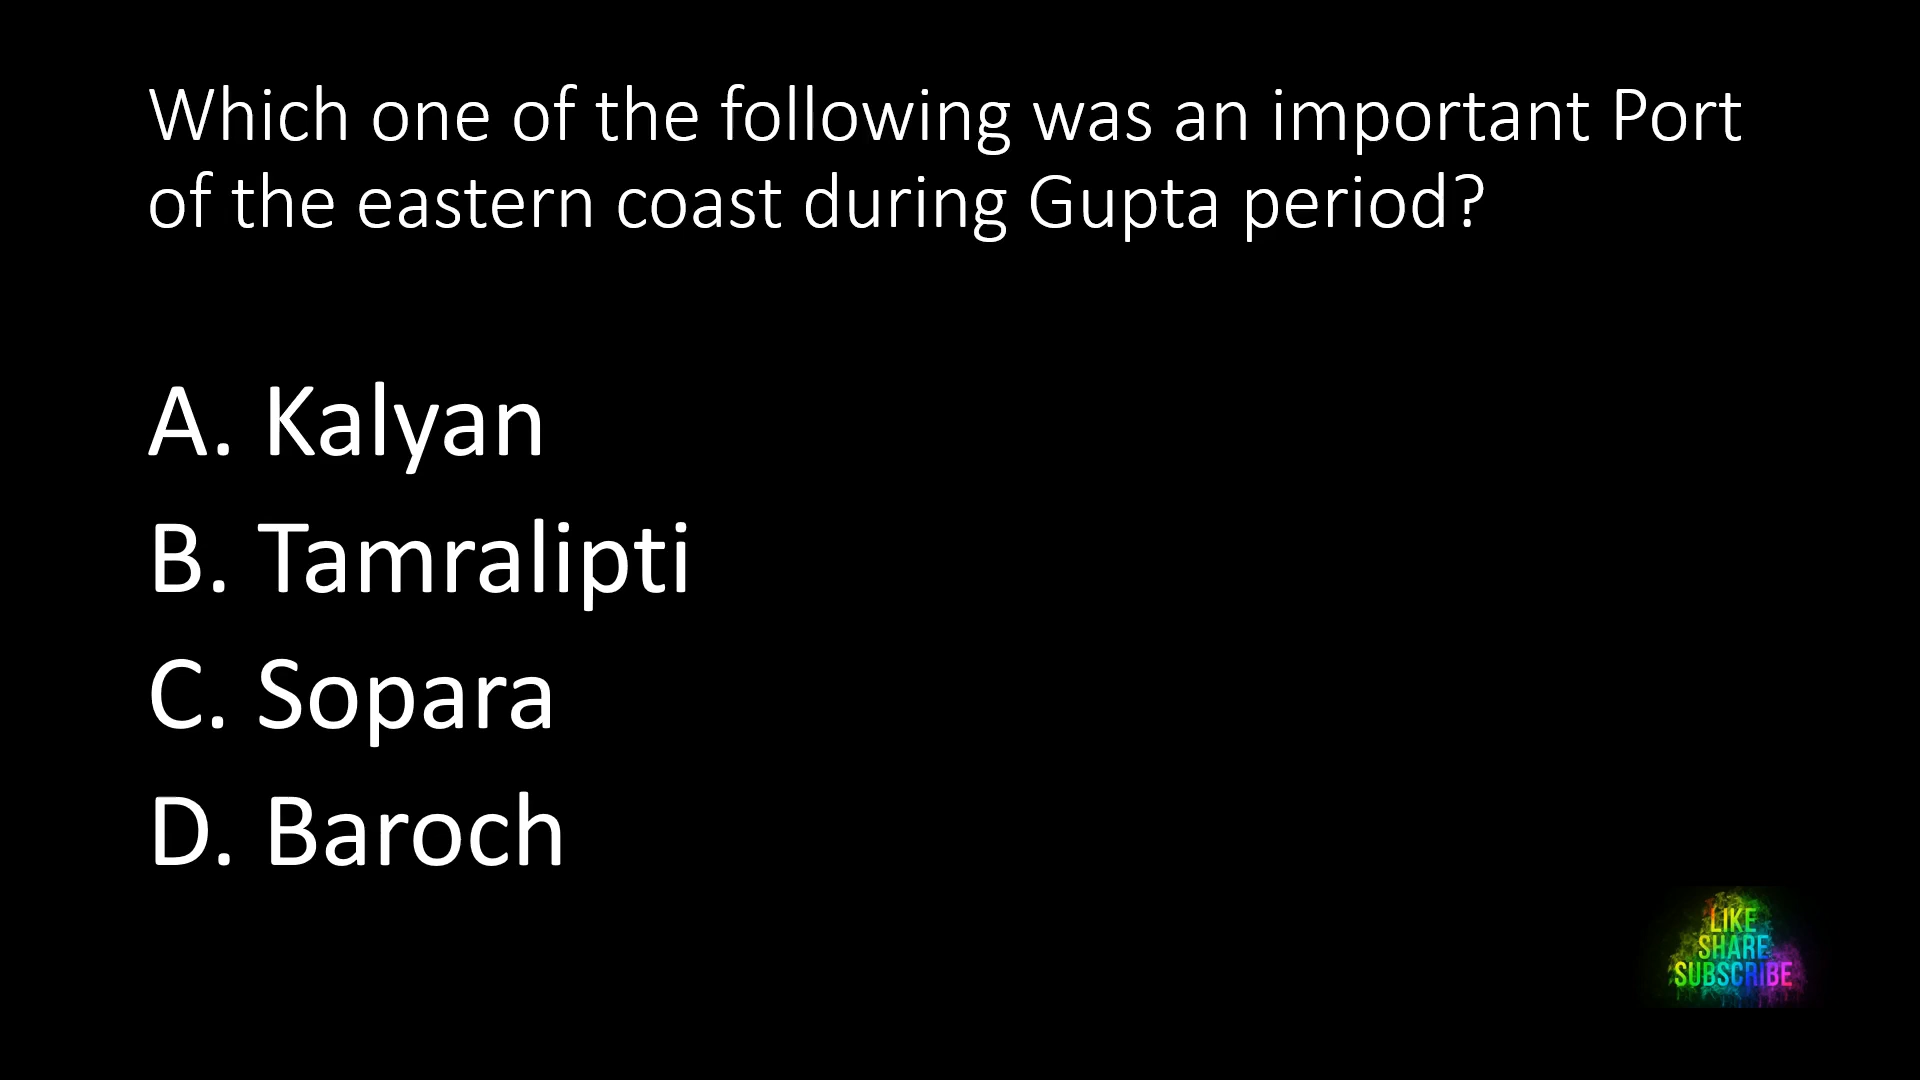 Which one of the following was an important Port
of the eastern coast during Gupta period?
A. Kalyan
B. Tamralipti
C. Sopara
D. Baroch
LIKE
SHARE
SUBSCRIBE